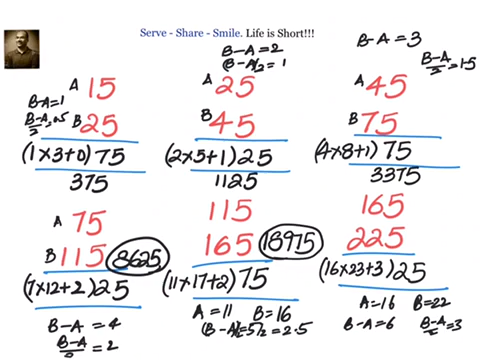 Serve - Share - Smile. Life is Short!!!
B-A=1
B-A/2=0.5
A 15
B 25
(1×3+0)75
375
B-A=2
(B-A)/2=1
A 25
B 45
(2×5+1)25
1125
B-A=3
B-A/2=1.5
A 45
B 75
(4×8+1)75
3375
A 75
B 115 8625
(7×12+2)25
B-A=4
B-A/2=2
115
165 18975
(11×17+2)75
A=11 B=16
(B-A)/2=5/2=2.5
165
225
(16×23+3)25
A=16 B=22
B-A=6 B-A/2=3